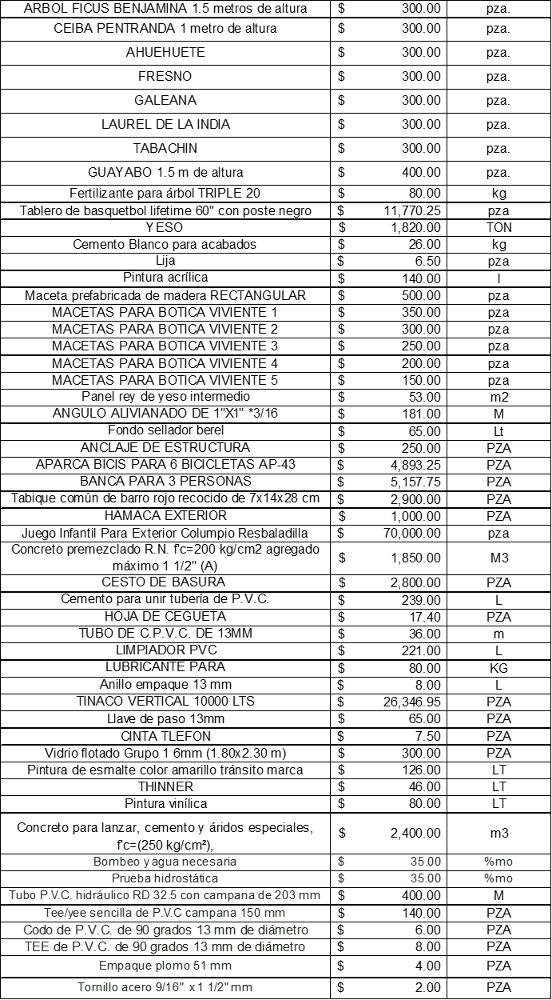 ARBOL FICUS BENJAMINA 1.5 metros de altura $ 300.00 pza.
CEIBA PENTRANDA 1 metro de altura $ 300.00 pza.
AHUEHUETE $ 300.00 pza.
FRESNO $ 300.00 pza.
GALEANA $ 300.00 pza.
LAUREL DE LA INDIA $ 300.00 pza.
TABACHIN $ 300.00 pza.
GUAYABO 1.5 m de altura $ 400.00 pza.
Fertilizante para árbol TRIPLE 20 $ 80.00 kg
Tablero de basquetbol lifetime 60" con poste negro $ 11,770.25 pza
YESO $ 1,820.00 TON
Cemento Blanco para acabados $ 26.00 kg
Lija $ 6.50 pza
Pintura acrílica $ 140.00 l
Maceta prefabricada de madera RECTANGULAR $ 500.00 pza
MACETAS PARA BOTICA VIVIENTE 1 $ 350.00 pza
MACETAS PARA BOTICA VIVIENTE 2 $ 300.00 pza
MACETAS PARA BOTICA VIVIENTE 3 $ 250.00 pza
MACETAS PARA BOTICA VIVIENTE 4 $ 200.00 pza
MACETAS PARA BOTICA VIVIENTE 5 $ 150.00 pza
Panel rey de yeso intermedio $ 53.00 m2
ANGULO ALIVIANADO DE 1"X1" *3/16 $ 181.00 M
Fondo sellador berel $ 65.00 Lt
ANCLAJE DE ESTRUCTURA $ 250.00 PZA
APARCA BICIS PARA 6 BICICLETAS AP-43 $ 4,893.25 PZA
BANCA PARA 3 PERSONAS $ 5,157.75 PZA
Tabique común de barro rojo recocido de 7x14x28 cm $ 2,900.00 PZA
HAMACA EXTERIOR $ 1,000.00 PZA
Juego Infantil Para Exterior Columpio Resbaladilla $ 70,000.00 pza
Concreto premezclado R.N. f'c=200 kg/cm2 agregado
máximo 1 1/2" (A) $ 1,850.00 M3
CESTO DE BASURA $ 2,800.00 PZA
Cemento para unir tubería de P.V.C. $ 239.00 L
HOJA DE CEGUETA $ 17.40 PZA
TUBO DE C.P.V.C. DE 13MM $ 36.00 m
LIMPIADOR PVC $ 221.00 L
LUBRICANTE PARA $ 80.00 KG
Anillo empaque 13 mm $ 8.00 L
TINACO VERTICAL 10000 LTS $ 26,346.95 PZA
Llave de paso 13mm $ 65.00 PZA
CINTA TLEFON $ 7.50 PZA
Vidrio flotado Grupo 1 6mm (1.80x2.30 m) $ 300.00 PZA
Pintura de esmalte color amarillo tránsito marca $ 126.00 LT
THINNER $ 46.00 LT
Pintura vinílica $ 80.00 LT
Concreto para lanzar, cemento y áridos especiales,
f'c=(250 kg/cm²), $ 2,400.00 m3
Bombeo y agua necesaria $ 35.00 %mo
Prueba hidrostática $ 35.00 %mo
Tubo P.V.C. hidráulico RD 32.5 con campana de 203 mm $ 400.00 M
Tee/yee sencilla de P.V.C campana 150 mm $ 140.00 PZA
Codo de P.V.C. de 90 grados 13 mm de diámetro $ 6.00 PZA
TEE de P.V.C. de 90 grados 13 mm de diámetro $ 8.00 PZA
Empaque plomo 51 mm $ 4.00 PZA
Tornillo acero 9/16" x 1 1/2" mm $ 2.00 PZA